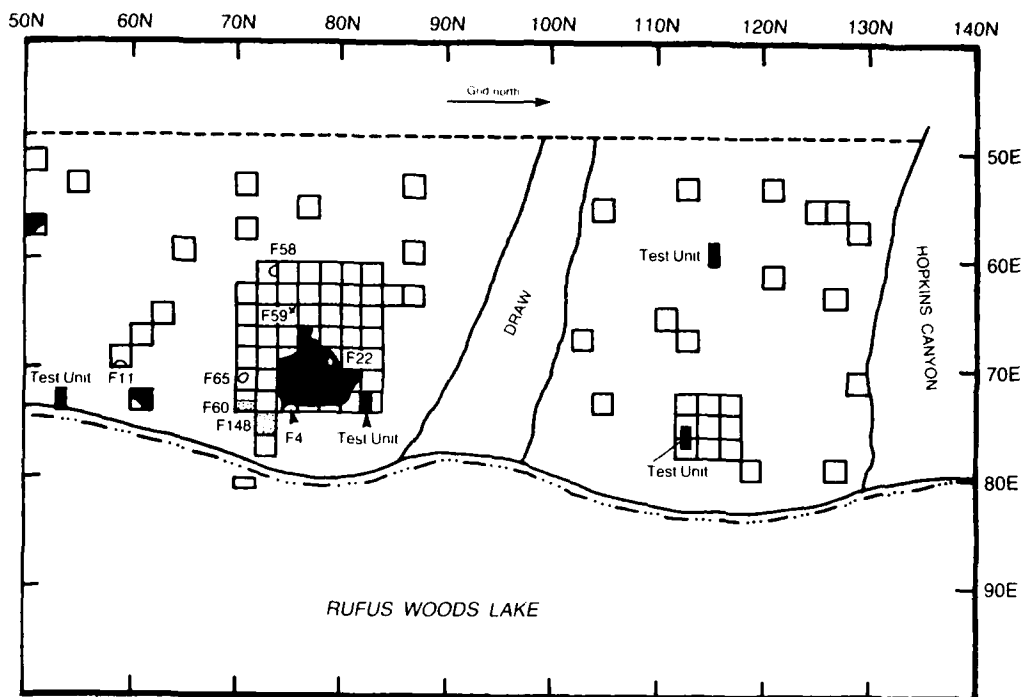 50N 60N 70N 80N 90N 100N 110N 120N 130N 140N
Grid north
50E
F58
Test Unit
60E
HOPKINS CANYON
DRAW
F59
F22
Test Unit
F11
F65
70E
F60
F148
F4
Test Unit
Test Unit
80E
90E
RUFUS WOODS LAKE